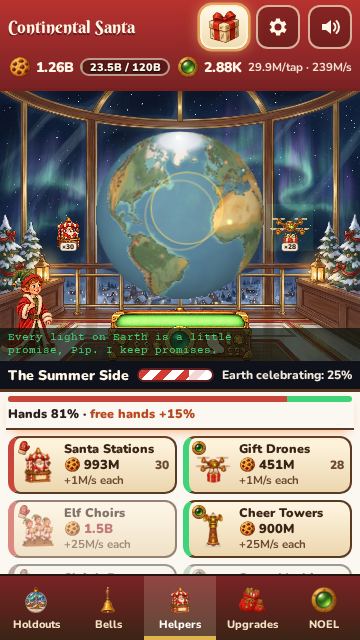 Continental Santa
1.26B 23.5B / 120B 2.88K 29.9M/tap · 239M/s
×30
×28
Every light on Earth is a little
promise, Pip. I keep promises.
The Summer Side Earth celebrating: 25%
Hands 81% · free hands +15%
Santa Stations
993M 30
+1M/s each
Gift Drones
451M 28
+1M/s each
Elf Choirs
1.5B
+25M/s each
Cheer Towers
900M
+25M/s each
Holdouts Bells Helpers Upgrades NOEL